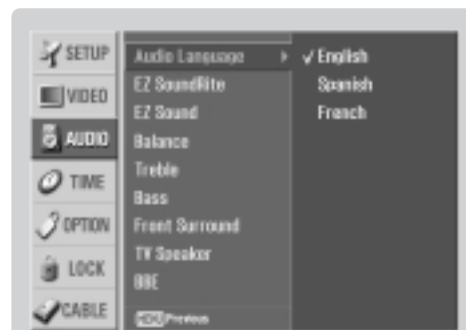 SETUP
VIDEO
AUDIO
TIME
OPTION
LOCK
CABLE
Audio Language
EZ SoundRite
EZ Sound
Balance
Treble
Bass
Front Surround
TV Speaker
BBE
MENU Previous
English
Spanish
French